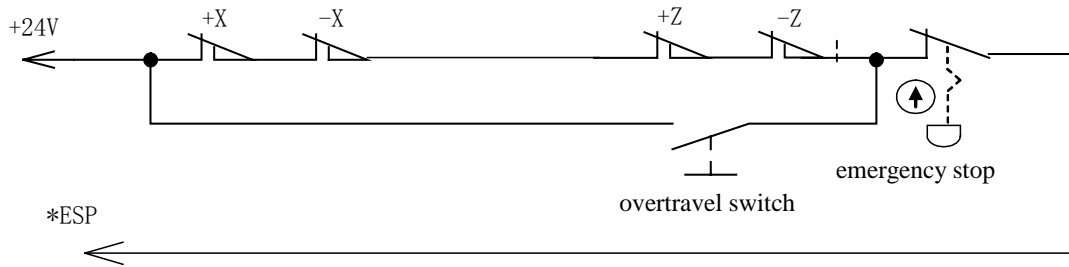 +24V
+X
−X
+Z
−Z
emergency stop
overtravel switch
*ESP